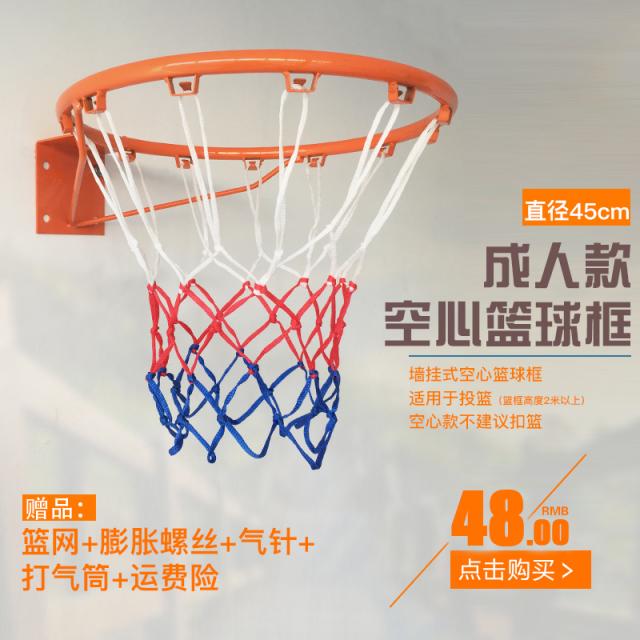 直径45cm
成人款
空心篮球框
墙挂式空心篮球框
适用于投篮（篮框高度2米以上）
空心款不建议扣篮
赠品：
篮网+膨胀螺丝+气针+
打气筒+运费险
48.00 RMB
点击购买 >